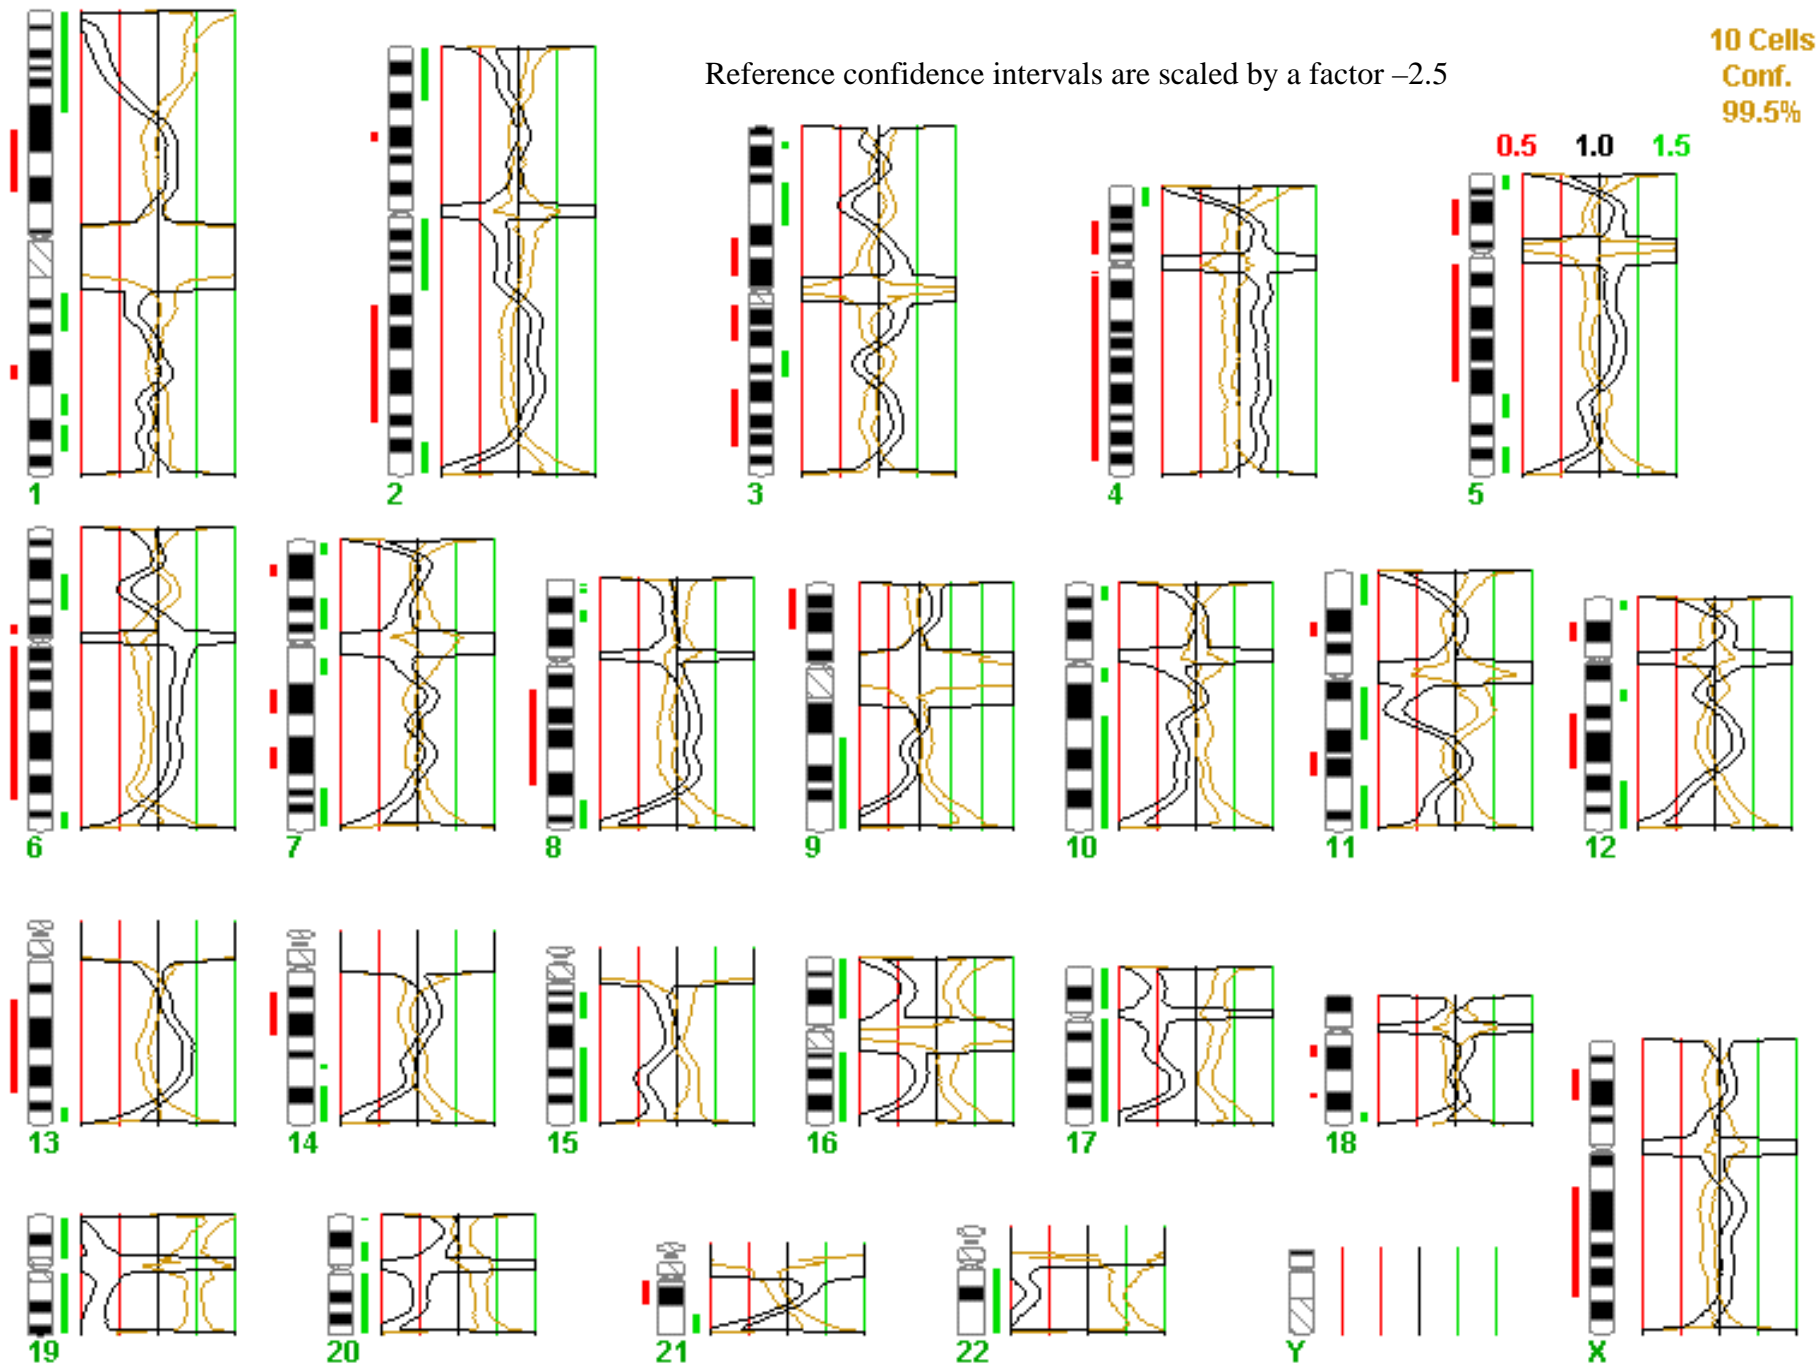 Reference confidence intervals are scaled by a factor –2.5
10 Cells
Conf.
99.5%
0.5 1.0 1.5
1 2 3 4 5
6 7 8 9 10 11 12
13 14 15 16 17 18
19 20 21 22 Y X